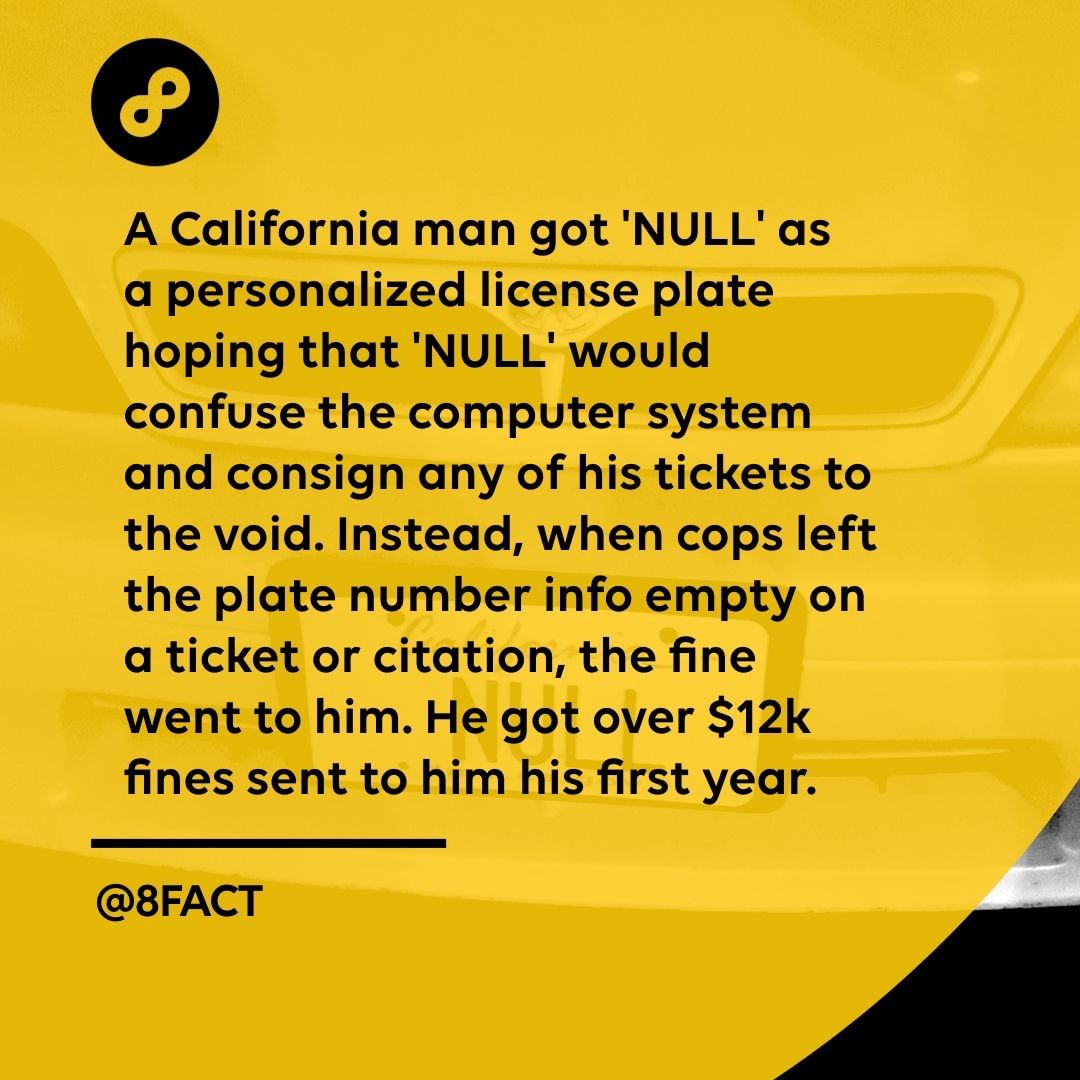 A California man got 'NULL' as
a personalized license plate
hoping that 'NULL' would
confuse the computer system
and consign any of his tickets to
the void. Instead, when cops left
the plate number info empty on
a ticket or citation, the fine
went to him. He got over $12k
fines sent to him his first year.
California
NULL
@8FACT